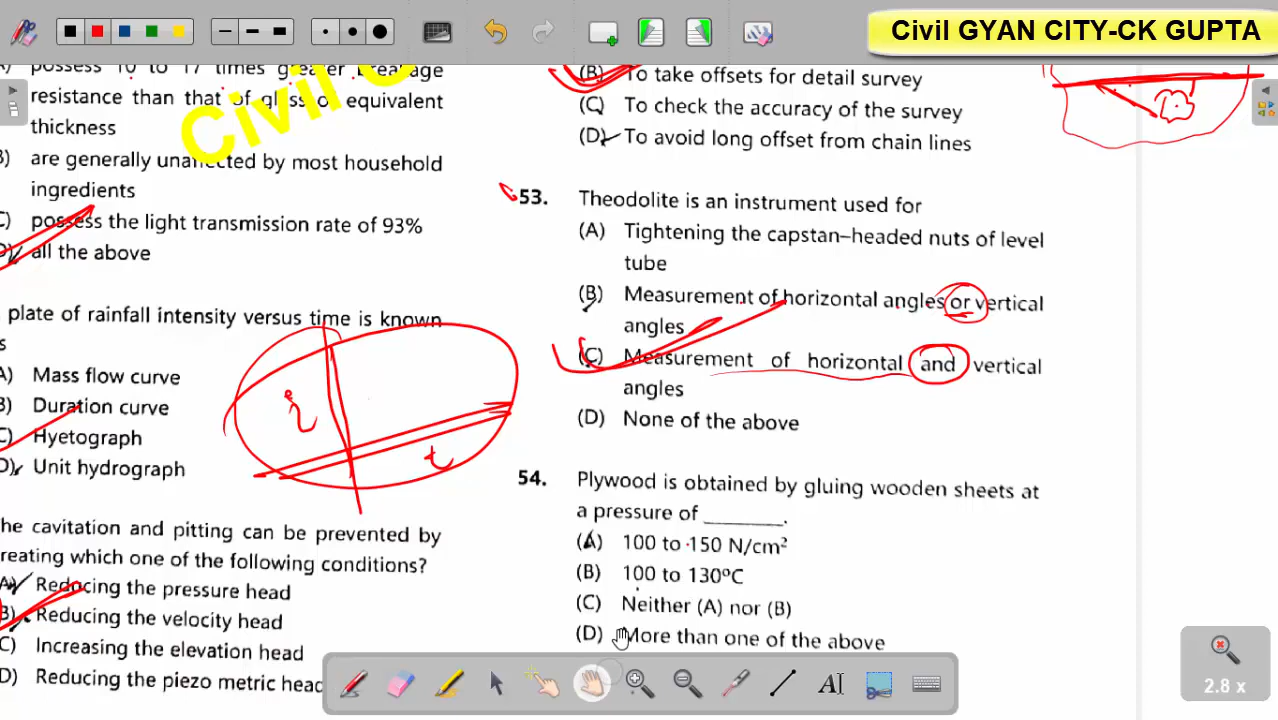 Civil GYAN CITY-CK GUPTA
A) possess 10 to 17 times greater breakage
resistance than that of glass of equivalent
thickness
B) are generally unaffected by most household
ingredients
C) possess the light transmission rate of 93%
D) all the above
plate of rainfall intensity versus time is known
s
A) Mass flow curve
B) Duration curve
C) Hyetograph
D) Unit hydrograph
i
t
he cavitation and pitting can be prevented by
reating which one of the following conditions?
A) Reducing the pressure head
B) Reducing the velocity head
C) Increasing the elevation head
D) Reducing the piezo metric head
Civil
(B) To take offsets for detail survey
(C) To check the accuracy of the survey
(D) To avoid long offset from chain lines
53. Theodolite is an instrument used for
(A) Tightening the capstan–headed nuts of level
tube
(B) Measurement of horizontal angles or vertical
angles
(C) Measurement of horizontal and vertical
angles
(D) None of the above
54. Plywood is obtained by gluing wooden sheets at
a pressure of ________.
(A) 100 to 150 N/cm²
(B) 100 to 130ºC
(C) Neither (A) nor (B)
(D) More than one of the above
AI
2.8 x